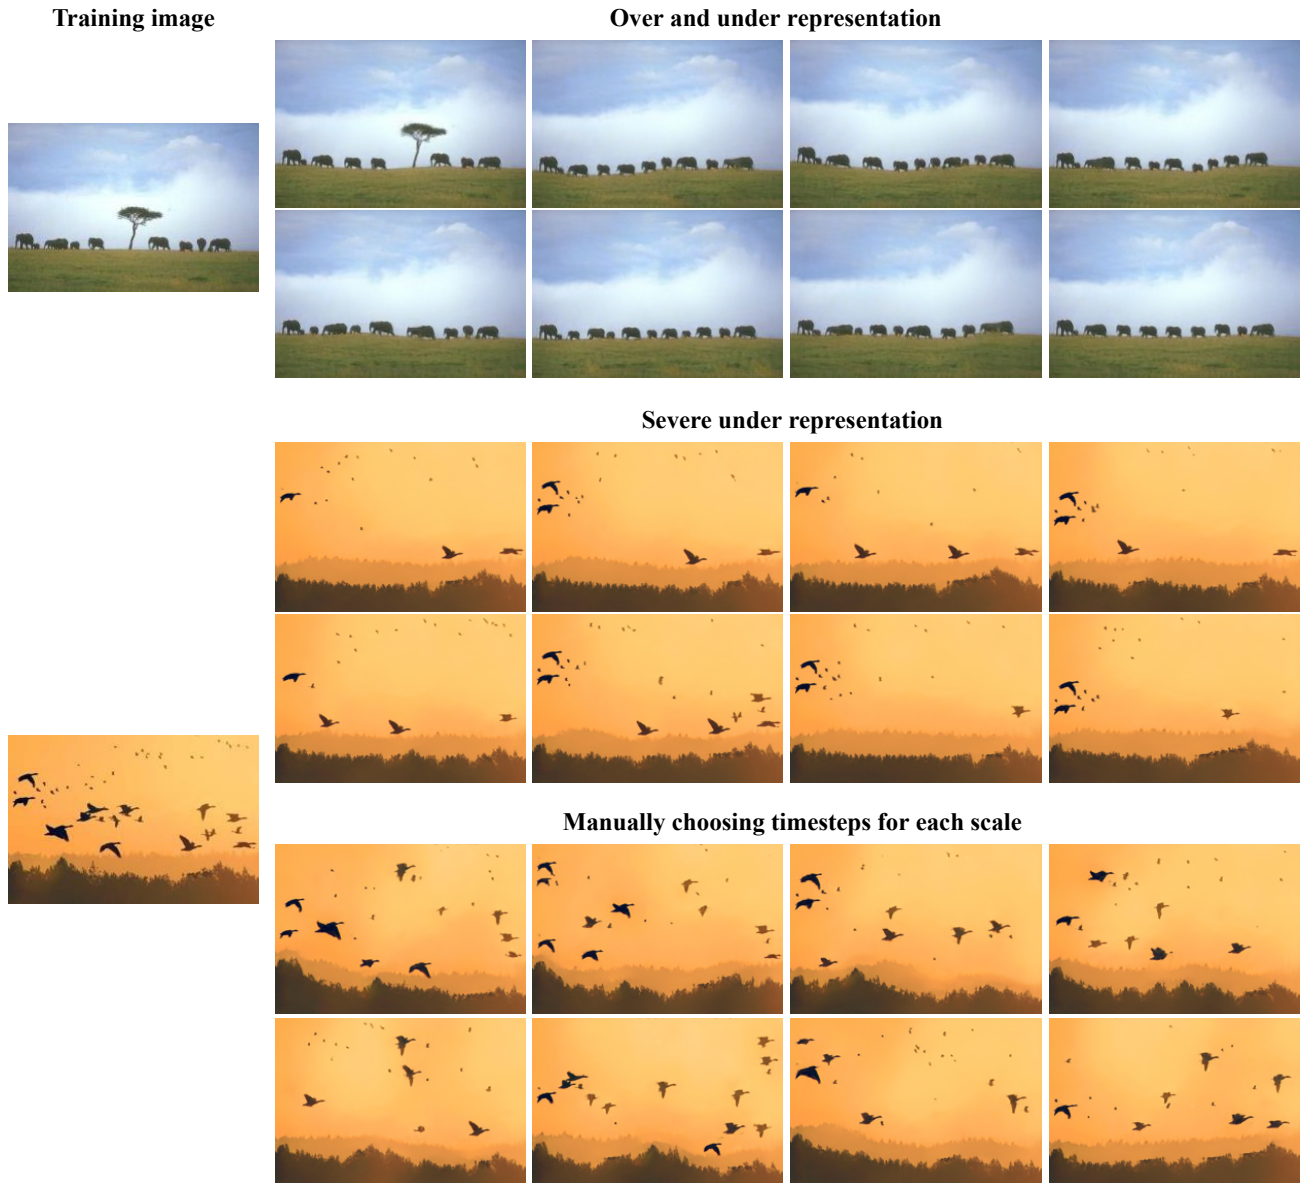 Training image
Over and under representation
Severe under representation
Manually choosing timesteps for each scale